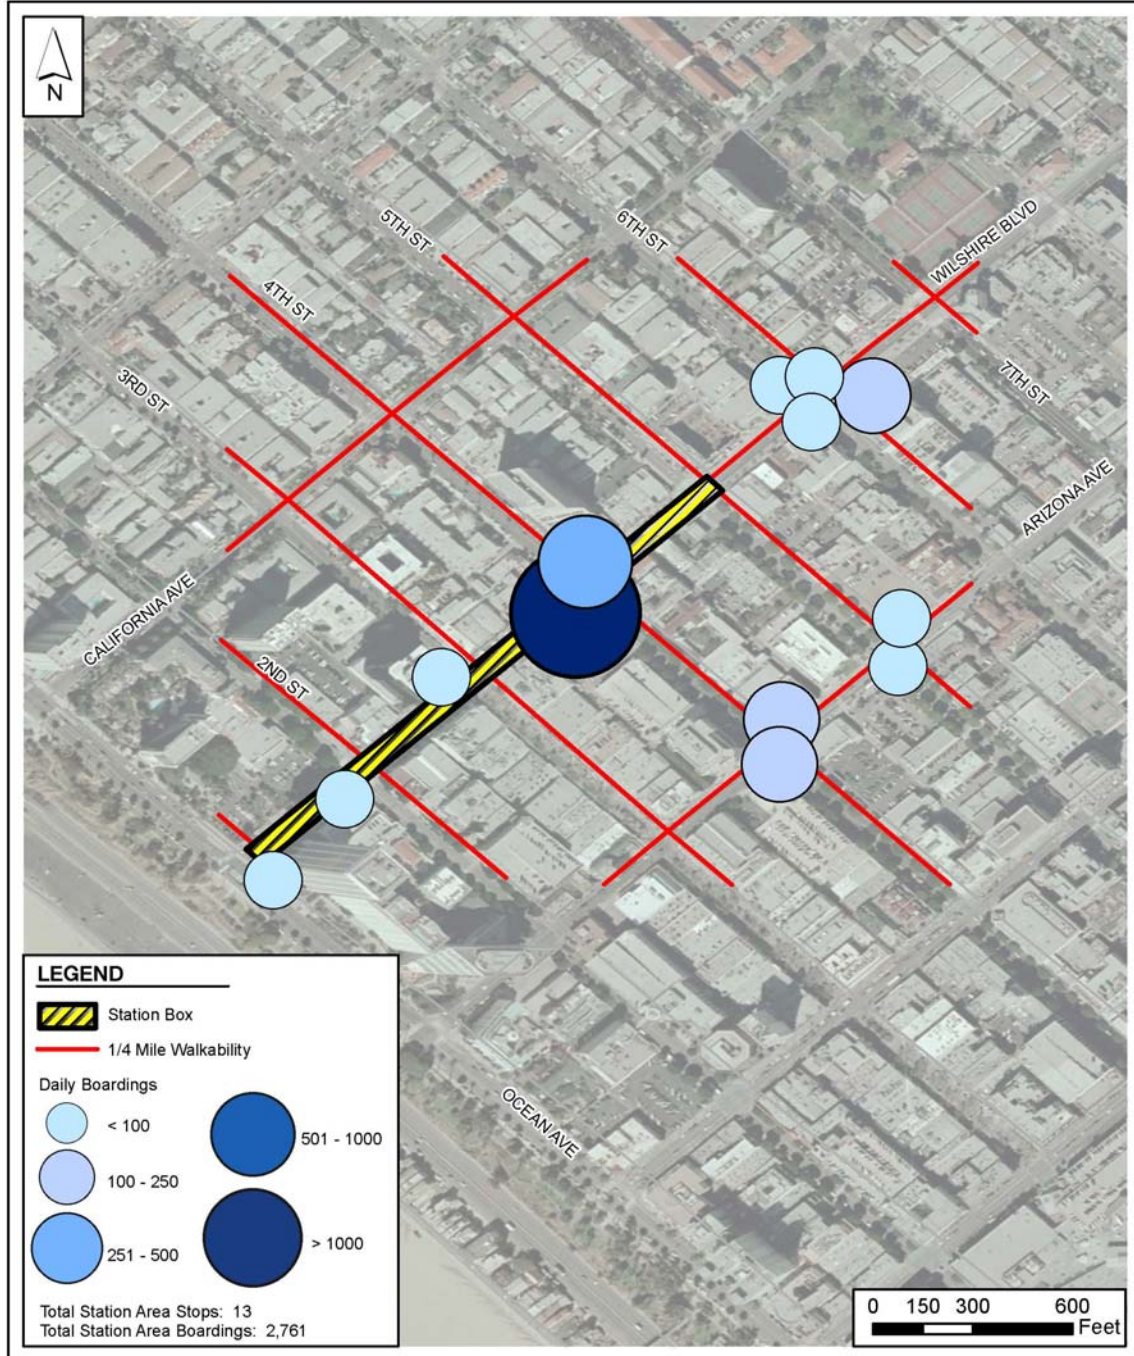 N
5TH ST
6TH ST
WILSHIRE BLVD
4TH ST
3RD ST
7TH ST
ARIZONA AVE
CALIFORNIA AVE
2ND ST
OCEAN AVE
LEGEND
Station Box
1/4 Mile Walkability
Daily Boardings
< 100
501 - 1000
100 - 250
251 - 500
> 1000
Total Station Area Stops: 13
Total Station Area Boardings: 2,761
0 150 300 600
Feet